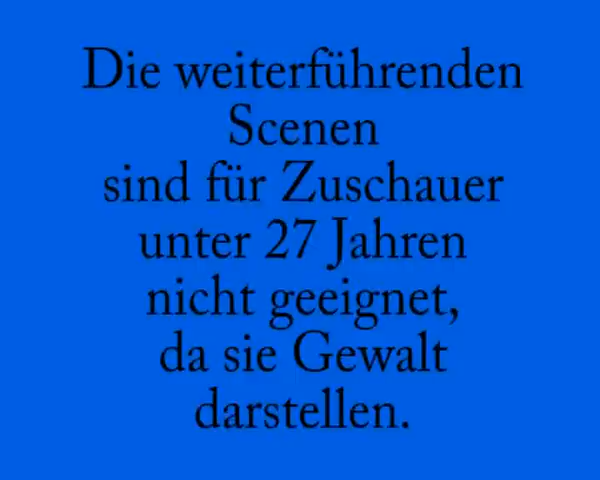 Die weiterführenden
Scenen
sind für Zuschauer
unter 27 Jahren
nicht geeignet,
da sie Gewalt
darstellen.